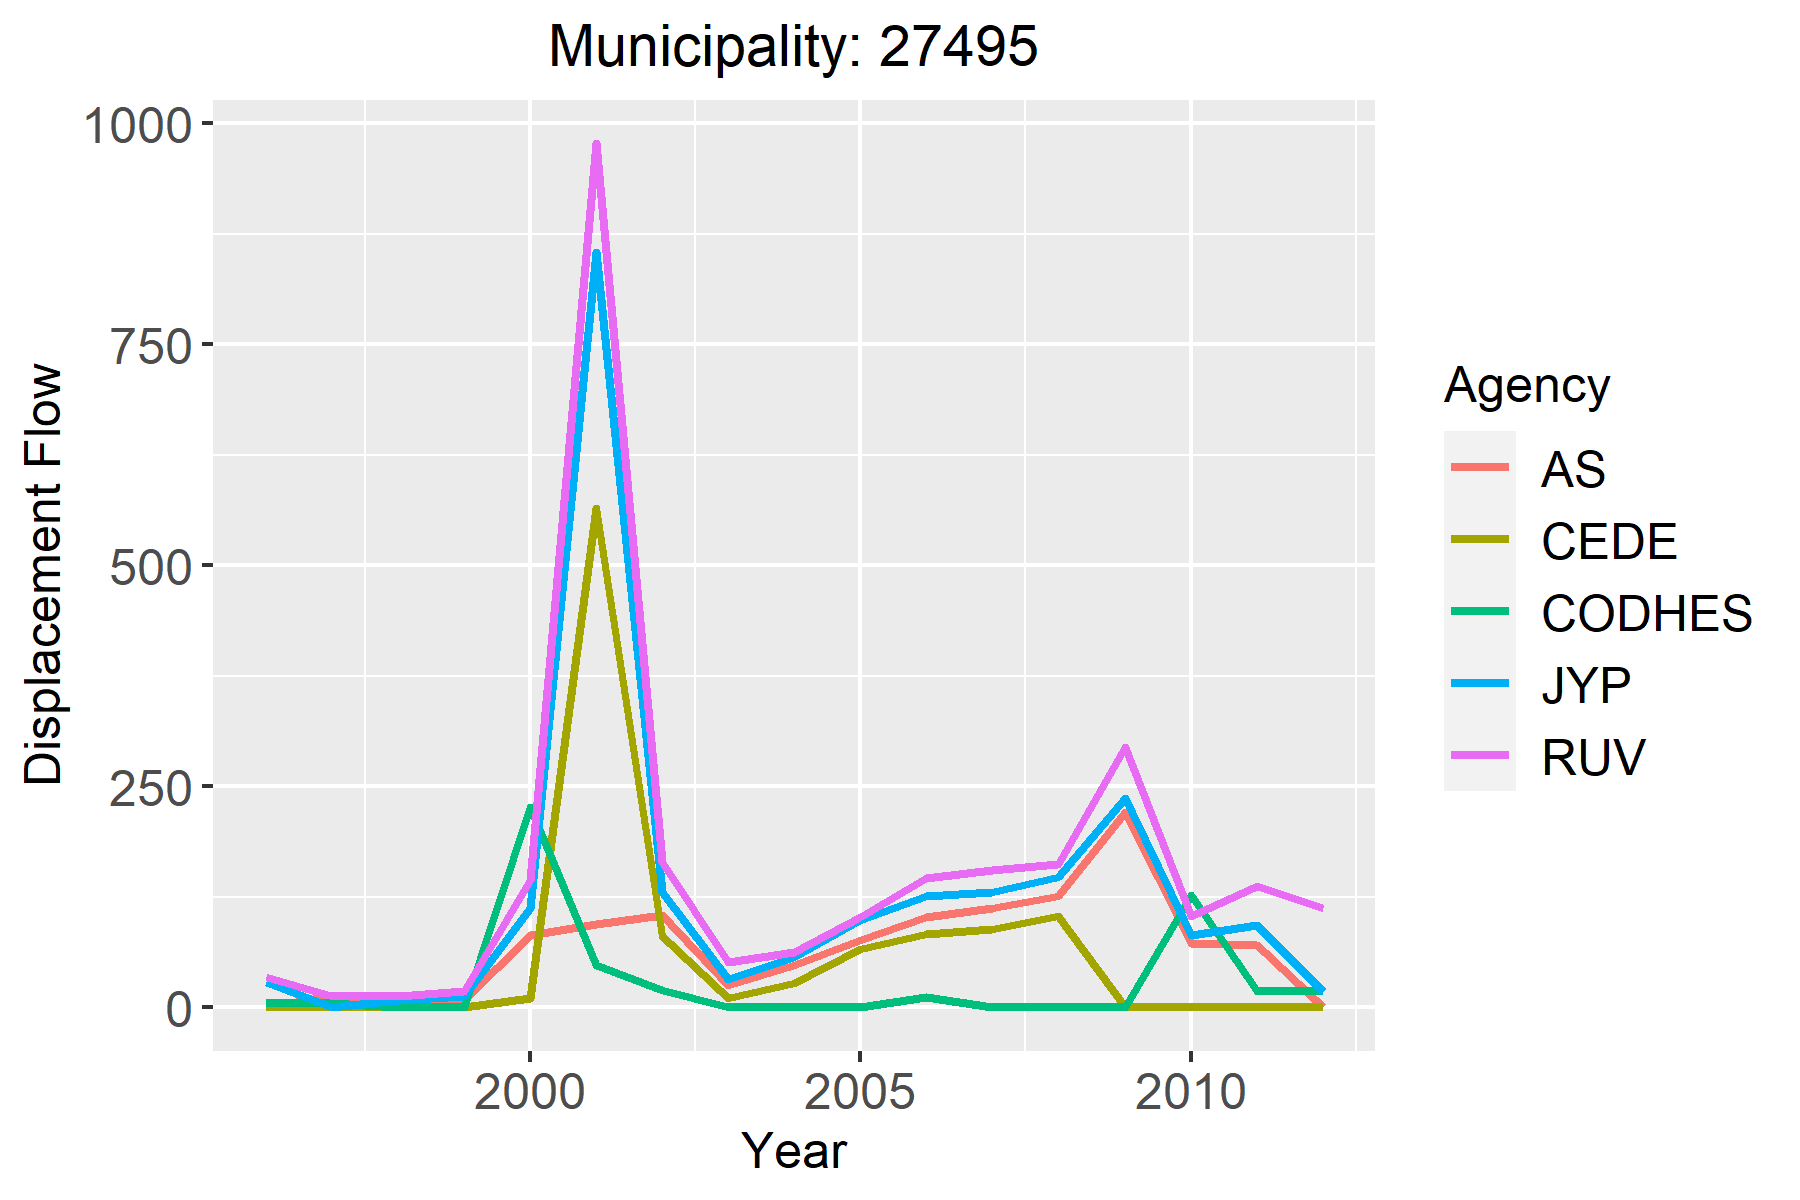 Municipality: 27495
1000
750
500
250
0
Displacement Flow
2000 2005 2010
Year
Agency
AS
CEDE
CODHES
JYP
RUV